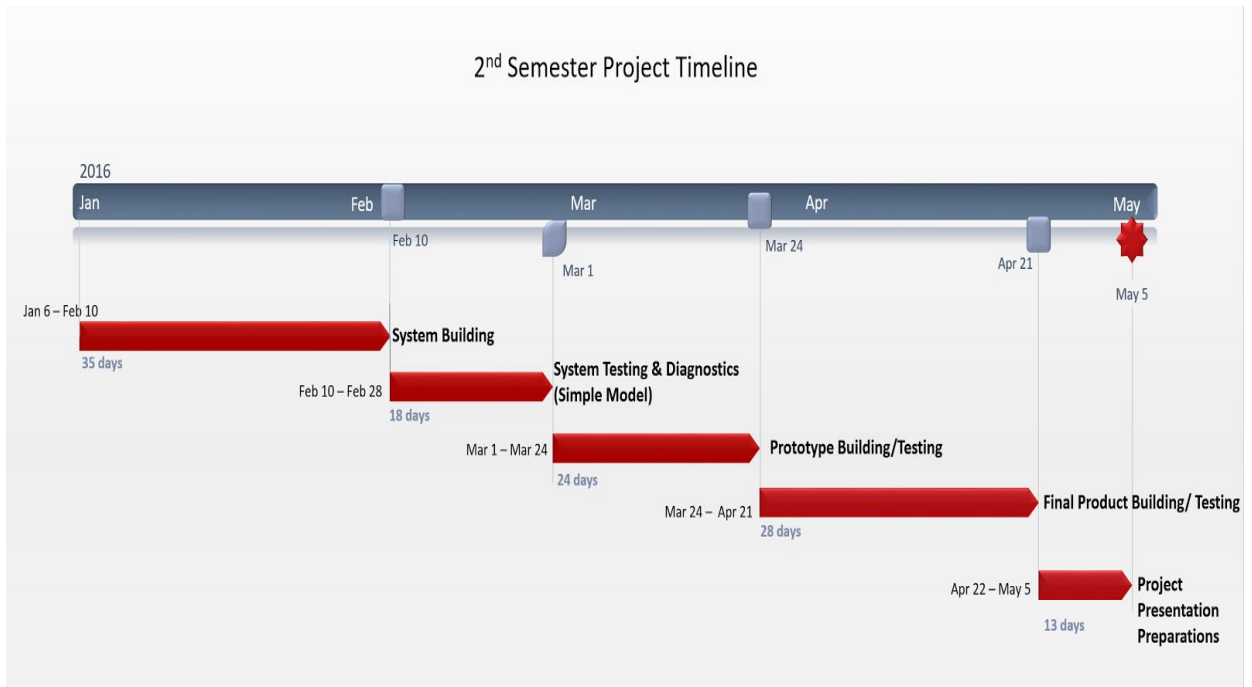 2nd Semester Project Timeline
2016
Jan Feb Mar Apr May
Feb 10
Mar 1
Mar 24
Apr 21
May 5
Jan 6 – Feb 10
System Building
35 days
Feb 10 – Feb 28
System Testing & Diagnostics
(Simple Model)
18 days
Mar 1 – Mar 24
Prototype Building/Testing
24 days
Mar 24 – Apr 21
Final Product Building/ Testing
28 days
Apr 22 – May 5
Project
Presentation
Preparations
13 days